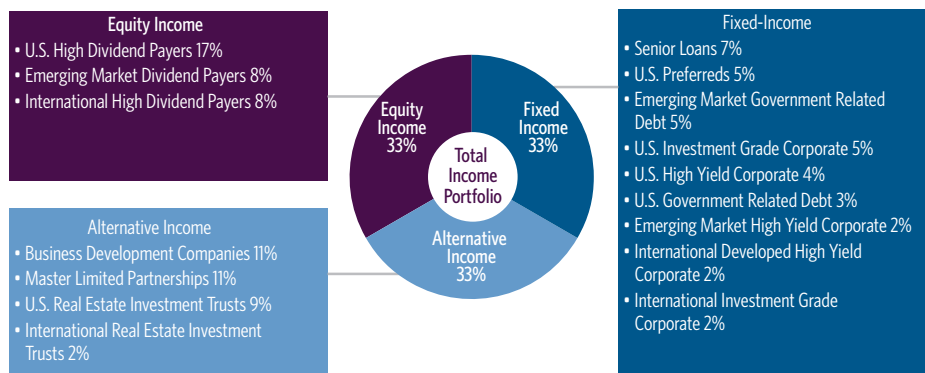 Equity Income
• U.S. High Dividend Payers 17%
• Emerging Market Dividend Payers 8%
• International High Dividend Payers 8%
Alternative Income
• Business Development Companies 11%
• Master Limited Partnerships 11%
• U.S. Real Estate Investment Trusts 9%
• International Real Estate Investment
Trusts 2%
Equity
Income
33%
Fixed
Income
33%
Total
Income
Portfolio
Alternative
Income
33%
Fixed-Income
• Senior Loans 7%
• U.S. Preferreds 5%
• Emerging Market Government Related
Debt 5%
• U.S. Investment Grade Corporate 5%
• U.S. High Yield Corporate 4%
• U.S. Government Related Debt 3%
• Emerging Market High Yield Corporate 2%
• International Developed High Yield
Corporate 2%
• International Investment Grade
Corporate 2%